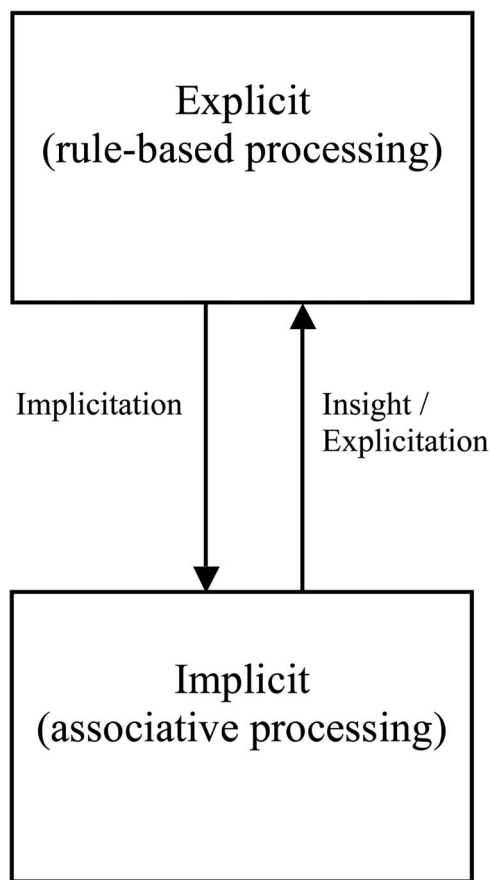 Explicit
(rule-based processing)
Implicitation
Insight /
Explicitation
Implicit
(associative processing)